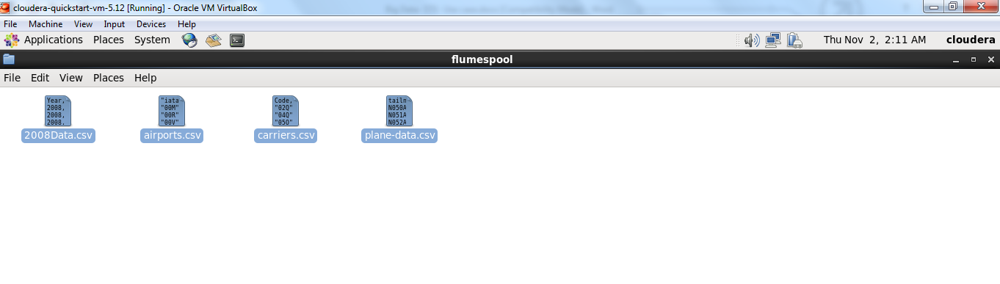 cloudera-quickstart-vm-5.12 [Running] - Oracle VM VirtualBox
File Machine View Input Devices Help
Applications Places System Thu Nov 2, 2:11 AM cloudera
flumespool
File Edit View Places Help
Year, "iata Code, tailn
2008, "00M" "02Q" N050A
2008, "00R" "04Q" N051A
2008, "00V" "05Q" N052A
2008Data.csv airports.csv carriers.csv plane-data.csv